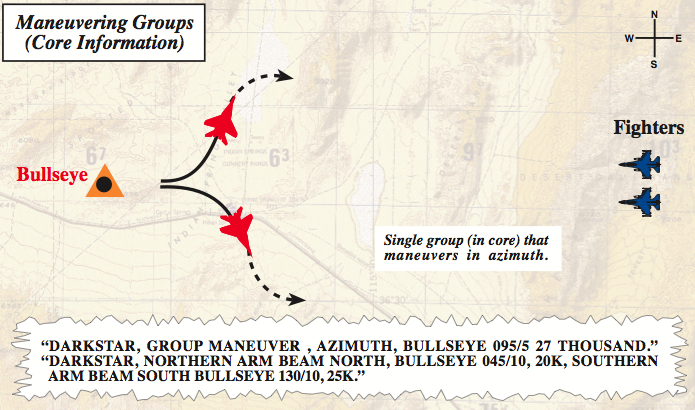 Maneuvering Groups
(Core Information)
N
W
E
S
Fighters
67
63
97
03
Bullseye
Single group (in core) that
maneuvers in azimuth.
36°30'
“DARKSTAR, GROUP MANEUVER , AZIMUTH, BULLSEYE 095/5 27 THOUSAND.”
“DARKSTAR, NORTHERN ARM BEAM NORTH, BULLSEYE 045/10, 20K, SOUTHERN
ARM BEAM SOUTH BULLSEYE 130/10, 25K.”